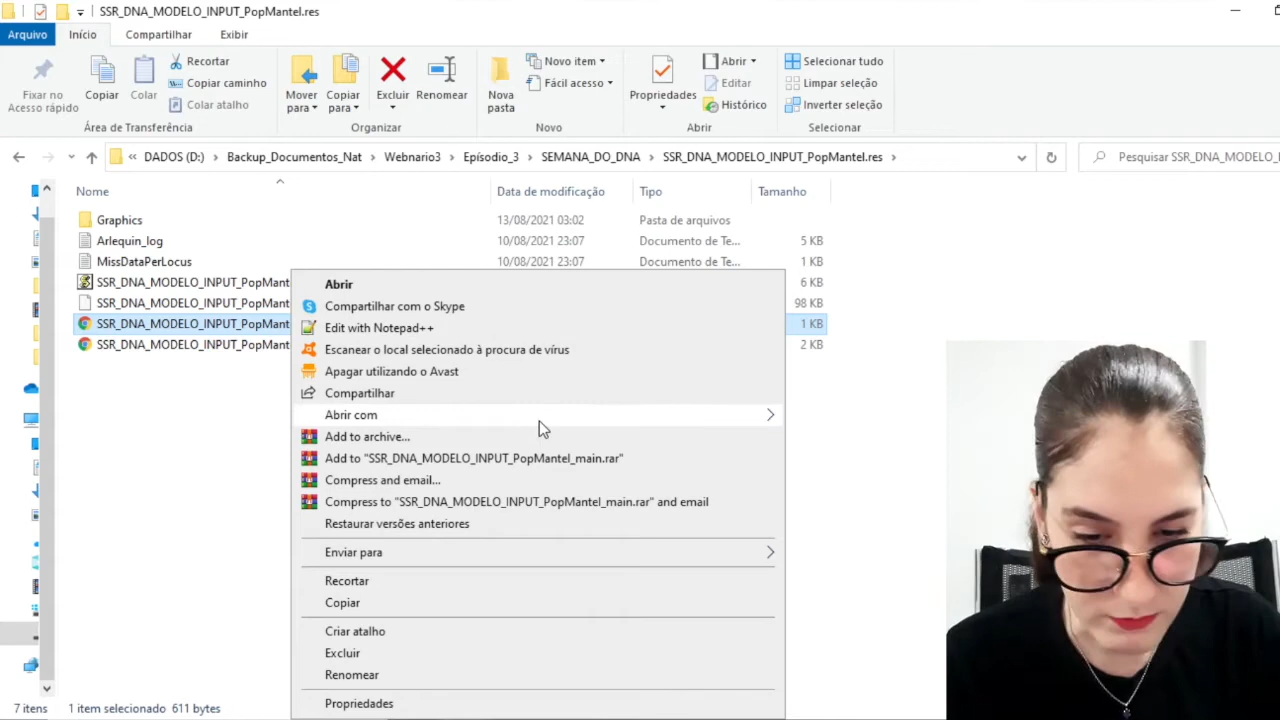 SSR_DNA_MODELO_INPUT_PopMantel.res
Arquivo Início Compartilhar Exibir
Fixar no Acesso rápido
Copiar
Colar
Recortar
Copiar caminho
Colar atalho
Mover para
Copiar para
Excluir
Renomear
Nova pasta
Novo item
Fácil acesso
Propriedades
Abrir
Editar
Histórico
Selecionar tudo
Limpar seleção
Inverter seleção
Área de Transferência Organizar Novo Abrir Selecionar
« DADOS (D:) > Backup_Documentos_Nat > Webnario3 > Epísodio_3 > SEMANA_DO_DNA > SSR_DNA_MODELO_INPUT_PopMantel.res >
Pesquisar SSR_DNA_MODELO_I
Nome Data de modificação Tipo Tamanho
Graphics 13/08/2021 03:02 Pasta de arquivos
Arlequin_log 10/08/2021 23:07 Documento de Te... 5 KB
MissDataPerLocus 10/08/2021 23:07 Documento de Te... 1 KB
SSR_DNA_MODELO_INPUT_PopMant 6 KB
SSR_DNA_MODELO_INPUT_PopMant 98 KB
SSR_DNA_MODELO_INPUT_PopMant 1 KB
SSR_DNA_MODELO_INPUT_PopMant 2 KB
Abrir
Compartilhar com o Skype
Edit with Notepad++
Escanear o local selecionado à procura de vírus
Apagar utilizando o Avast
Compartilhar
Abrir com
Add to archive...
Add to "SSR_DNA_MODELO_INPUT_PopMantel_main.rar"
Compress and email...
Compress to "SSR_DNA_MODELO_INPUT_PopMantel_main.rar" and email
Restaurar versões anteriores
Enviar para
Recortar
Copiar
Criar atalho
Excluir
Renomear
Propriedades
7 itens 1 item selecionado 611 bytes